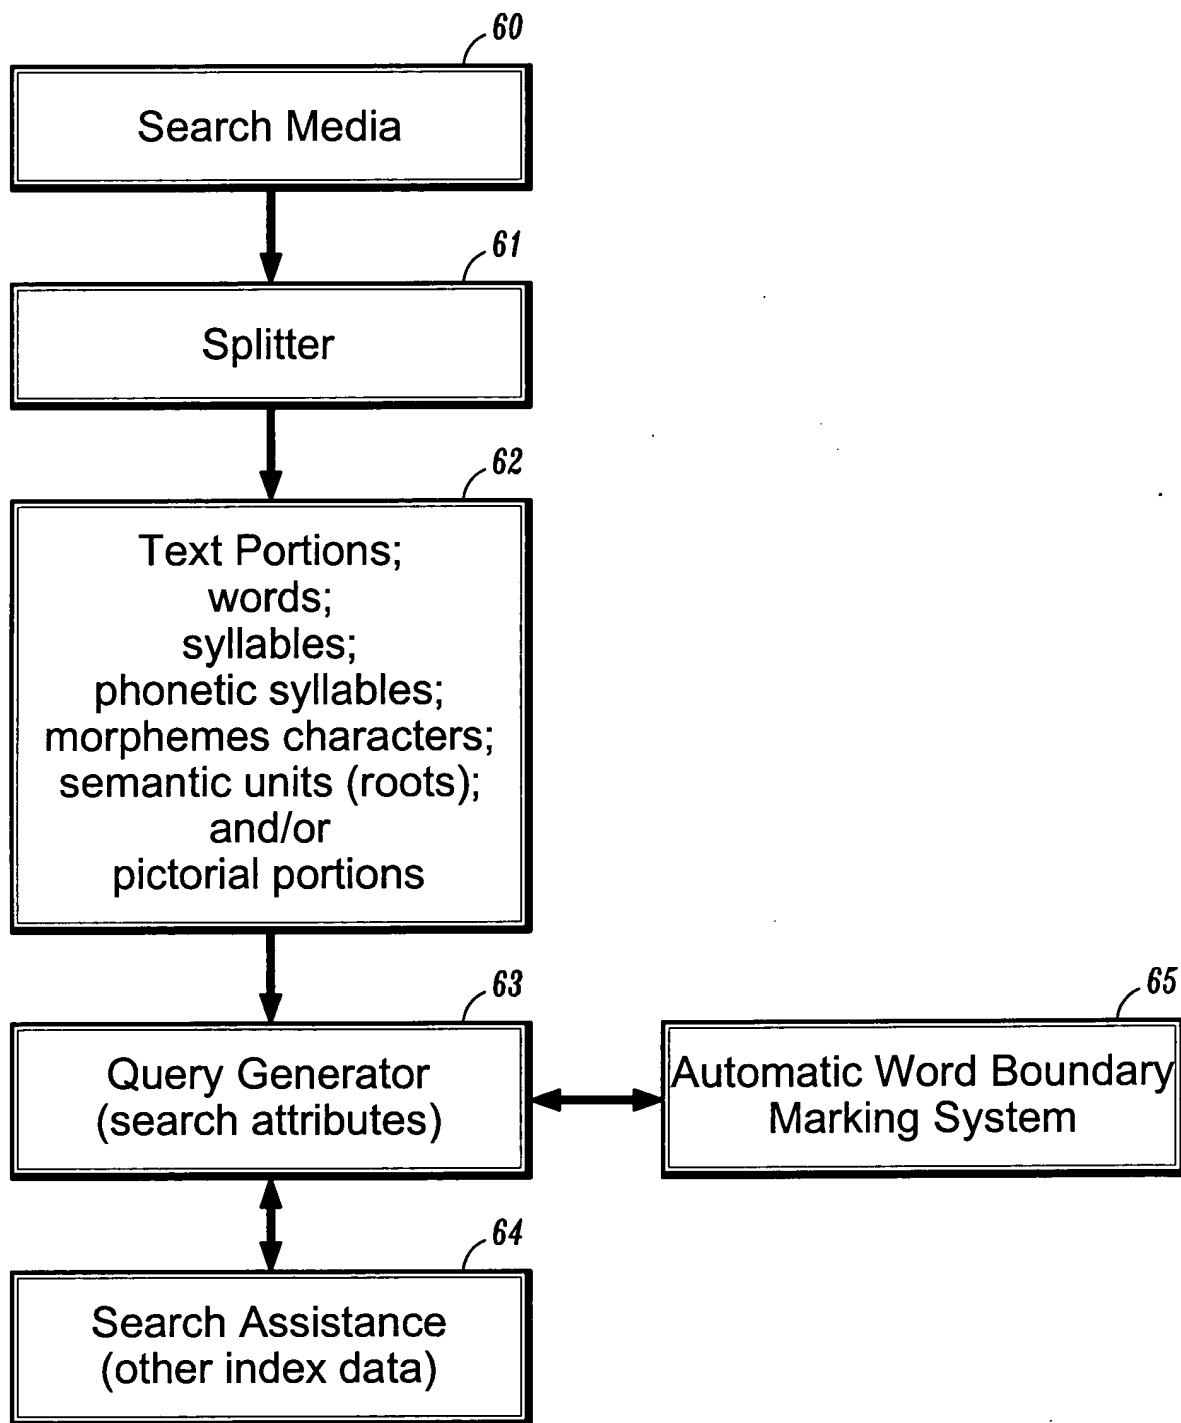 60
Search Media
61
Splitter
62
Text Portions;
words;
syllables;
phonetic syllables;
morphemes characters;
semantic units (roots);
and/or
pictorial portions
63
Query Generator
(search attributes)
65
Automatic Word Boundary
Marking System
64
Search Assistance
(other index data)